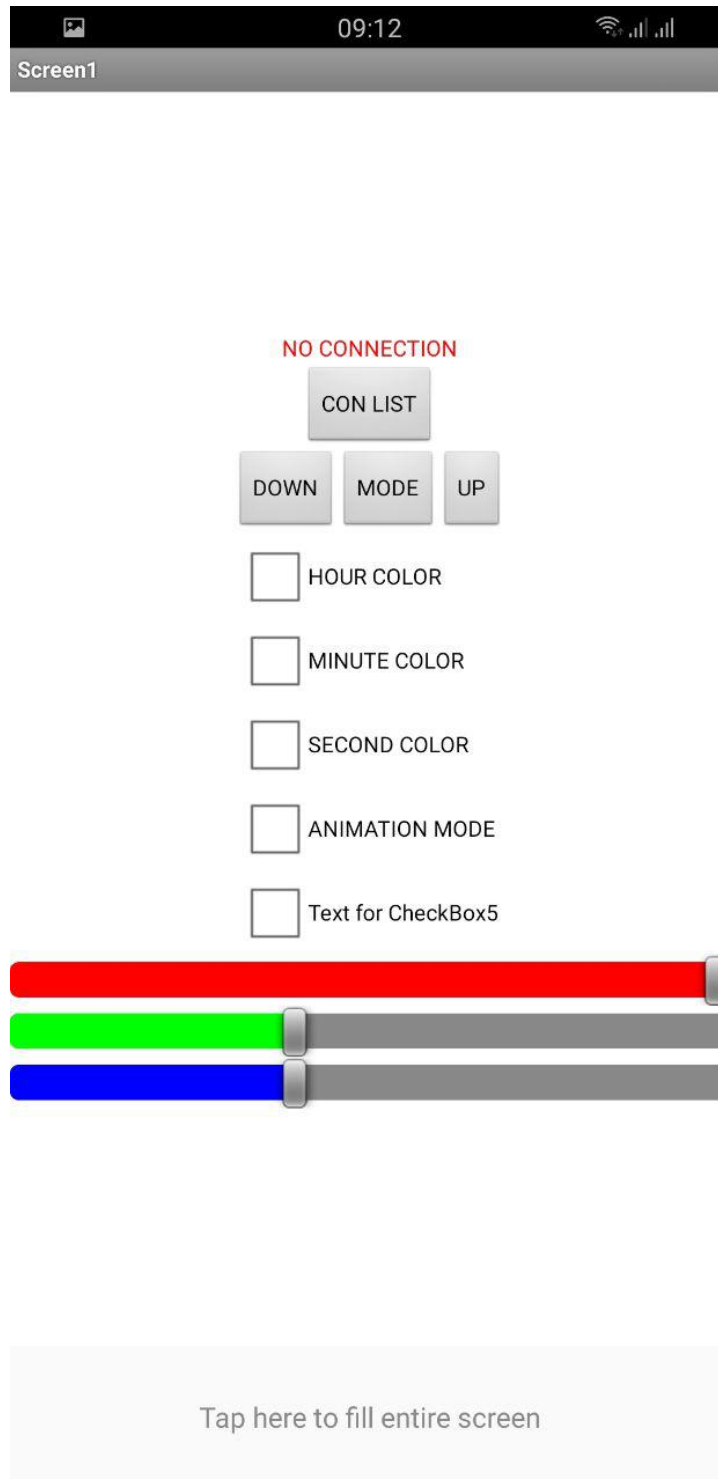 09:12
Screen1
NO CONNECTION
CON LIST
DOWN MODE UP
HOUR COLOR
MINUTE COLOR
SECOND COLOR
ANIMATION MODE
Text for CheckBox5
Tap here to fill entire screen